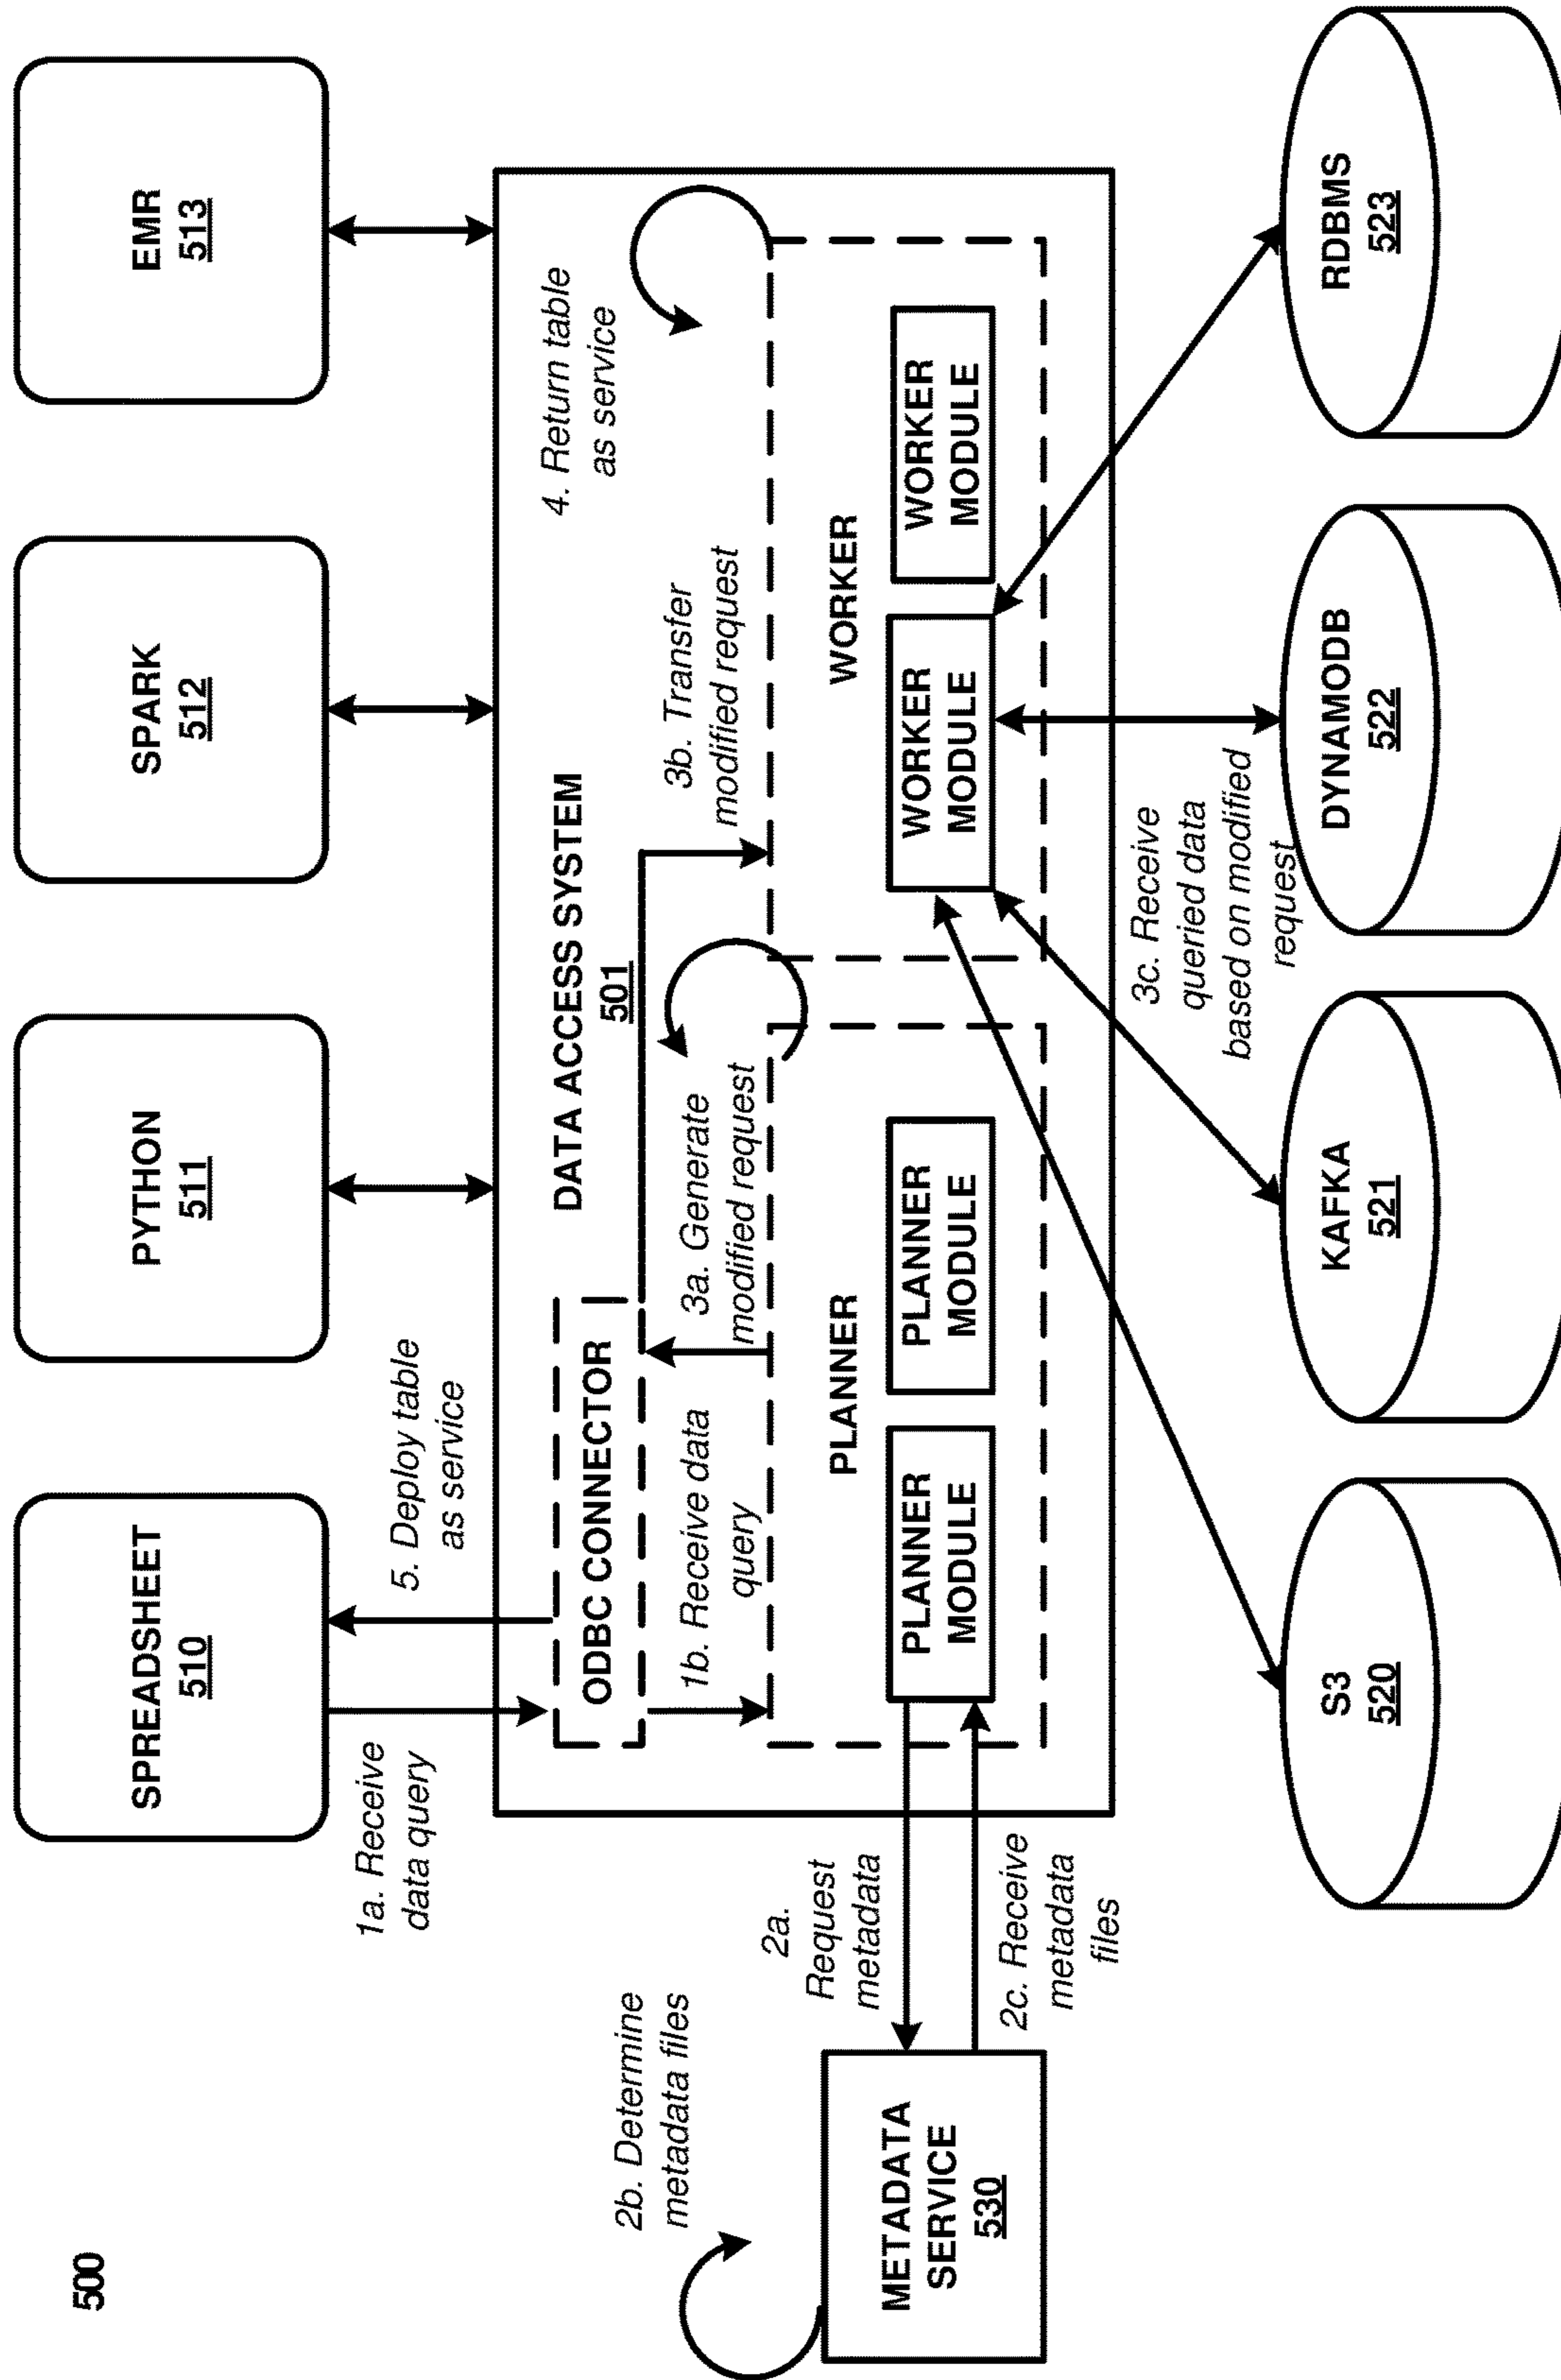 500
SPREADSHEET
510
PYTHON
511
SPARK
512
EMR
513
1a. Receive
data query
5. Deploy table
as service
DATA ACCESS SYSTEM
501
ODBC CONNECTOR
1b. Receive data
query
3a. Generate
modified request
3b. Transfer
modified request
4. Return table
as service
2b. Determine
metadata files
2a.
Request
metadata
2c. Receive
metadata
files
METADATA
SERVICE
530
PLANNER
PLANNER
MODULE
PLANNER
MODULE
WORKER
WORKER
MODULE
WORKER
MODULE
3c. Receive
queried data
based on modified
request
S3
520
KAFKA
521
DYNAMODB
522
RDBMS
523